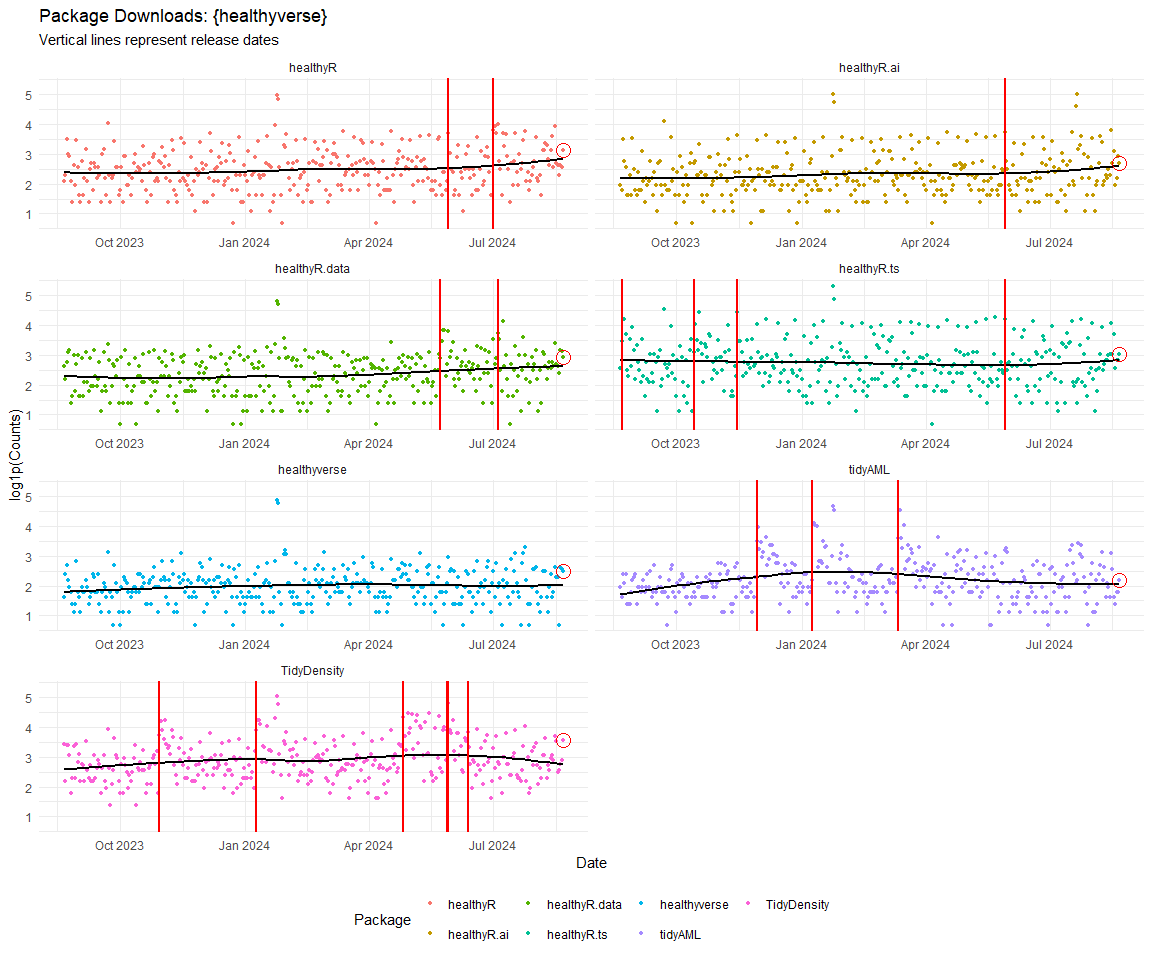 Package Downloads: {healthyverse}
Vertical lines represent release dates
healthyR
healthyR.ai
5
4
3
2
1
Oct 2023 Jan 2024 Apr 2024 Jul 2024
Oct 2023 Jan 2024 Apr 2024 Jul 2024
healthyR.data
healthyR.ts
5
4
3
2
1
Oct 2023 Jan 2024 Apr 2024 Jul 2024
Oct 2023 Jan 2024 Apr 2024 Jul 2024
log1p(Counts)
healthyverse
tidyAML
5
4
3
2
1
Oct 2023 Jan 2024 Apr 2024 Jul 2024
Oct 2023 Jan 2024 Apr 2024 Jul 2024
TidyDensity
5
4
3
2
1
Oct 2023 Jan 2024 Apr 2024 Jul 2024
Date
Package
healthyR healthyR.data healthyverse TidyDensity
healthyR.ai healthyR.ts tidyAML